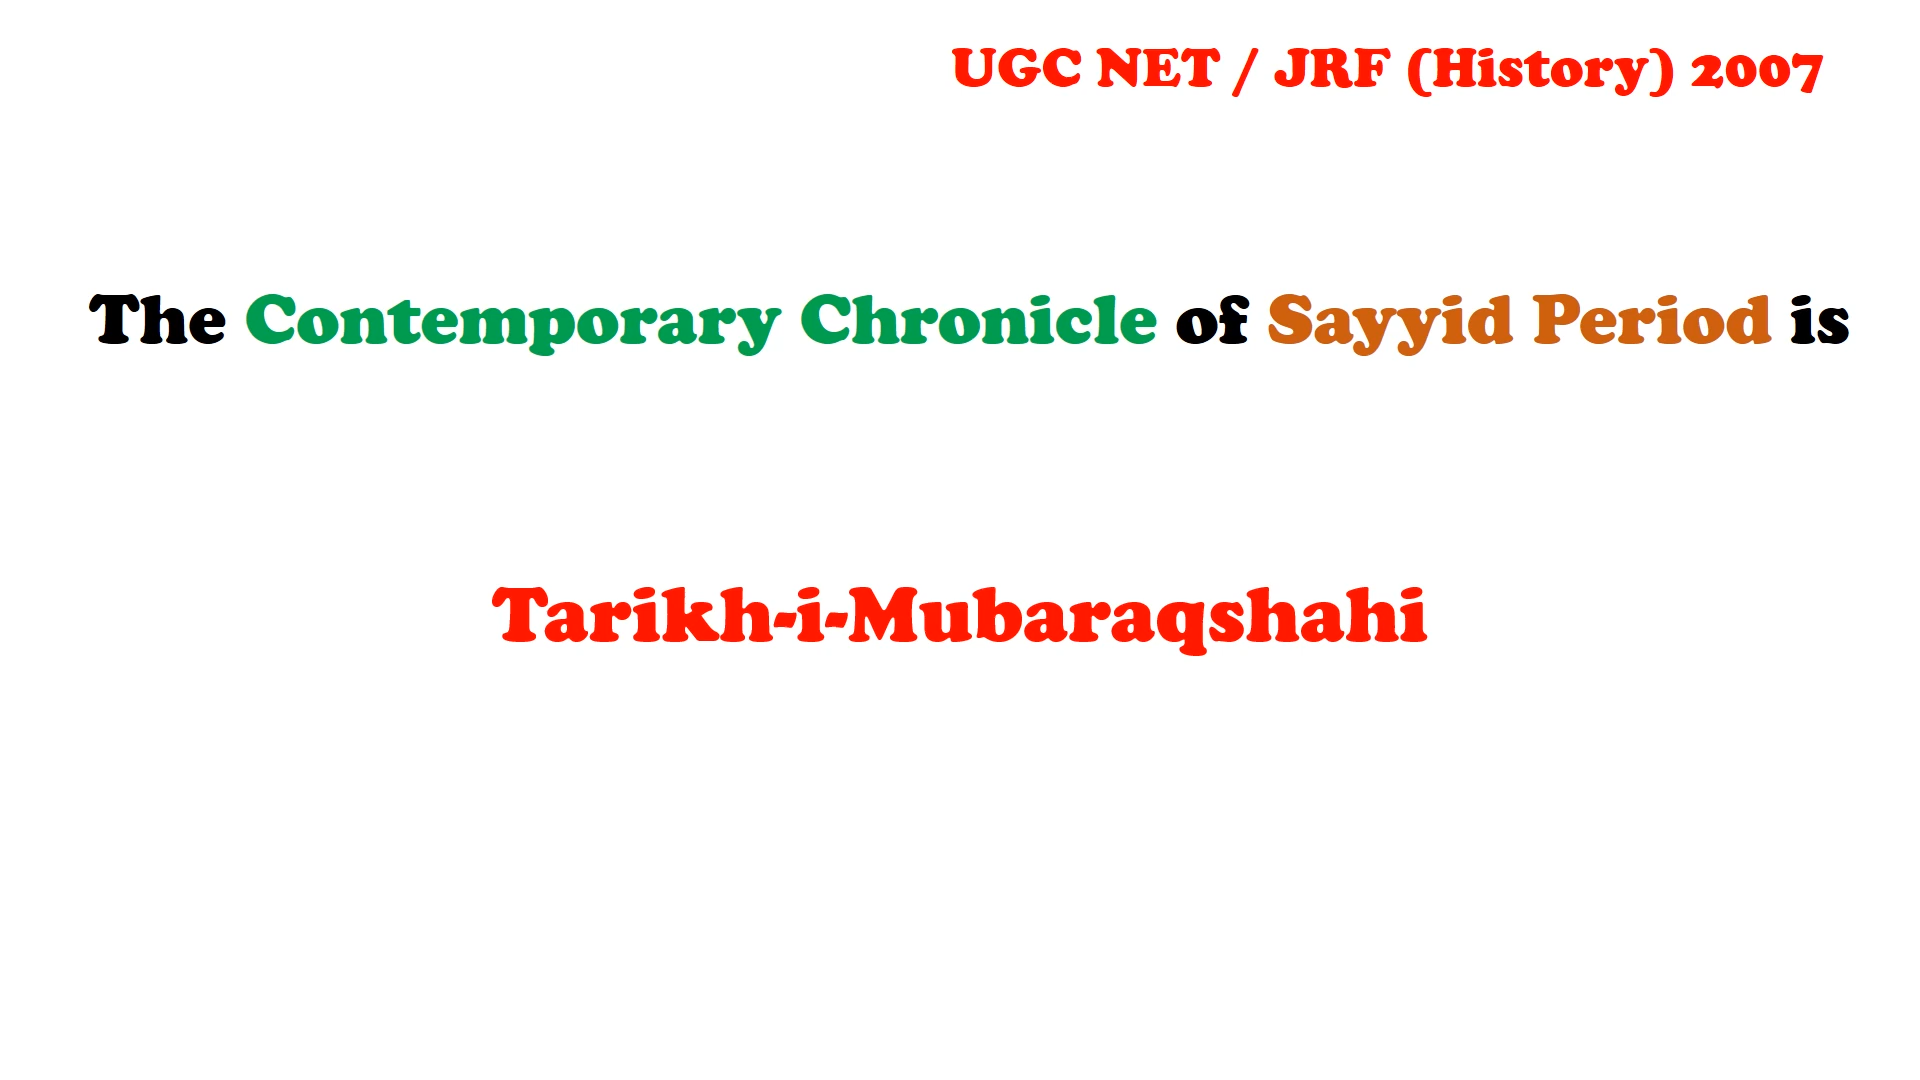 UGC NET / JRF (History) 2007
The Contemporary Chronicle of Sayyid Period is
Tarikh-i-Mubaraqshahi